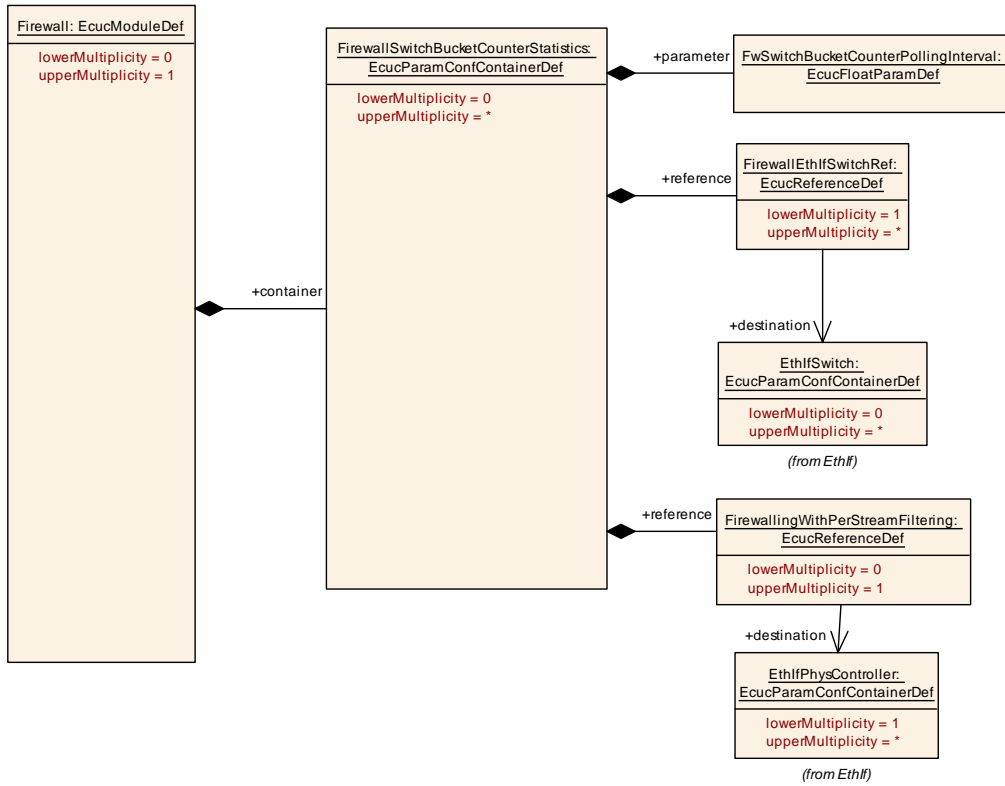 Firewall: EcucModuleDef
lowerMultiplicity = 0
upperMultiplicity = 1
+container
FirewallSwitchBucketCounterStatistics:
EcucParamConfContainerDef
lowerMultiplicity = 0
upperMultiplicity = *
+parameter
FwSwitchBucketCounterPollingInterval:
EcucFloatParamDef
+reference
FirewallEthIfSwitchRef:
EcucReferenceDef
lowerMultiplicity = 1
upperMultiplicity = *
+destination
EthIfSwitch:
EcucParamConfContainerDef
lowerMultiplicity = 0
upperMultiplicity = *
(from EthIf)
+reference
FirewallingWithPerStreamFiltering:
EcucReferenceDef
lowerMultiplicity = 0
upperMultiplicity = 1
+destination
EthIfPhysController:
EcucParamConfContainerDef
lowerMultiplicity = 1
upperMultiplicity = *
(from EthIf)